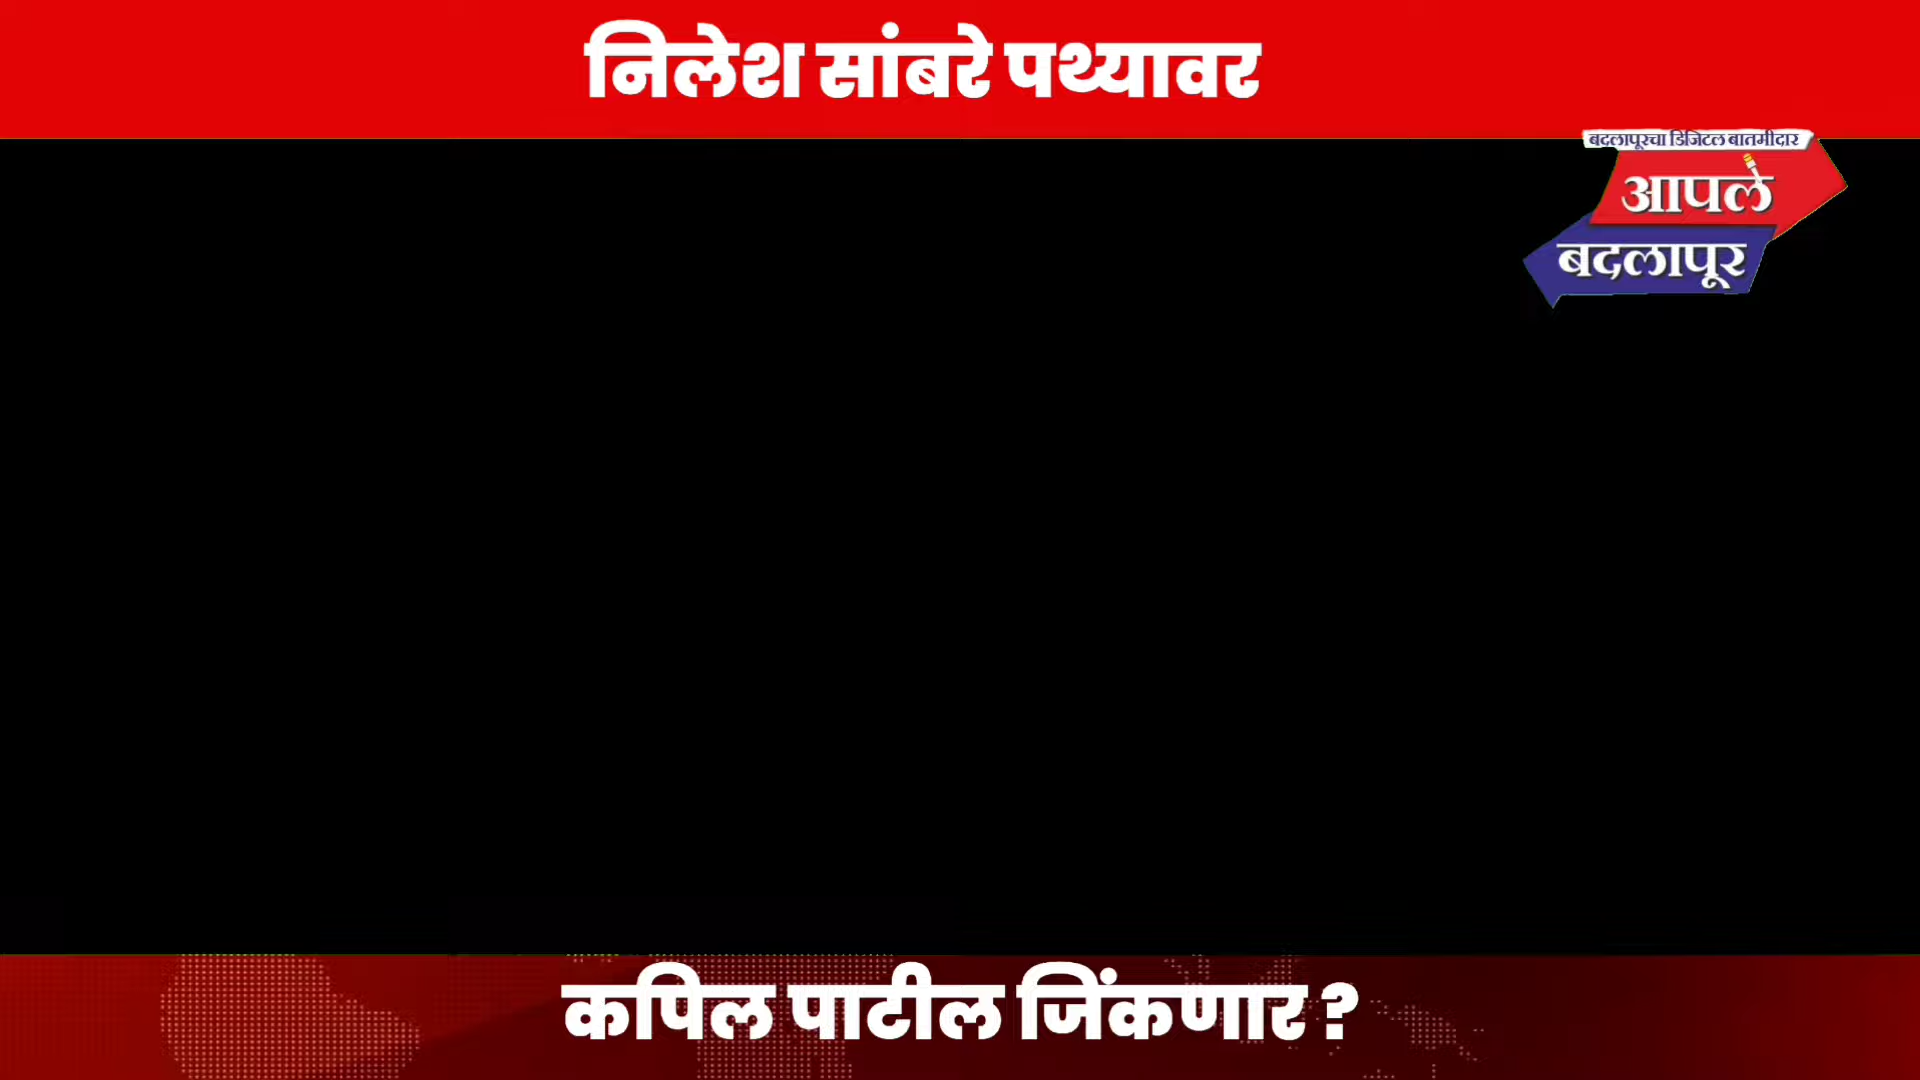 निलेश सांबरे पथ्यावर
बदलापूरचा डिजिटल बातमीदार
आपले
बदलापूर
कपिल पाटील जिंकणार ?